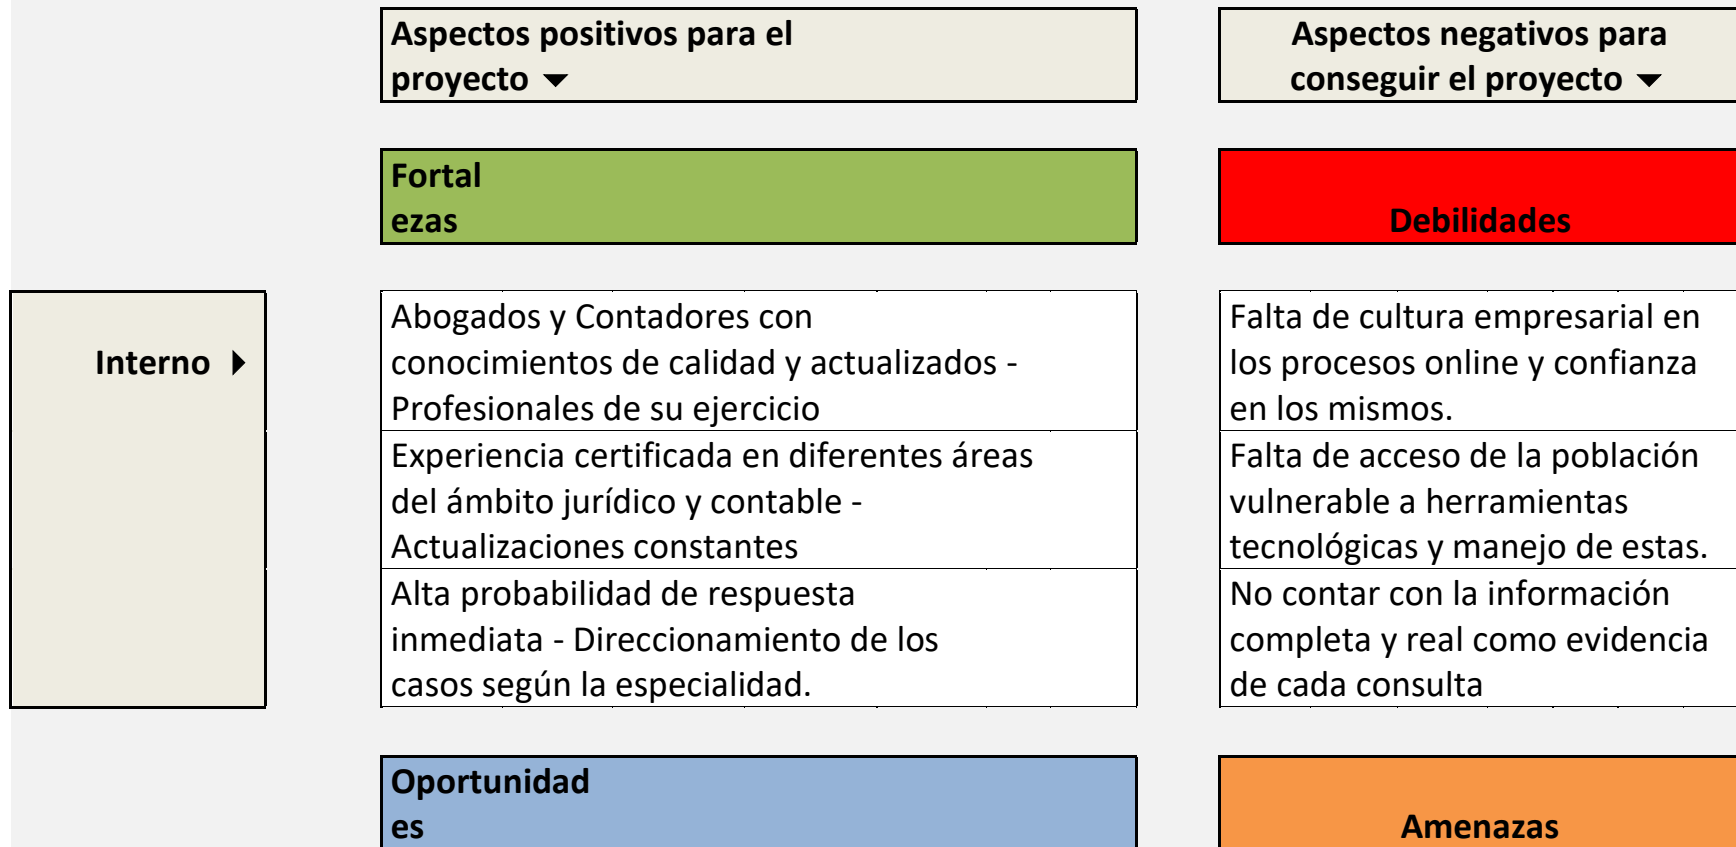 Aspectos positivos para el
proyecto
Aspectos negativos para
conseguir el proyecto
Fortal
ezas
Debilidades
Interno
Abogados y Contadores con
conocimientos de calidad y actualizados -
Profesionales de su ejercicio
Falta de cultura empresarial en
los procesos online y confianza
en los mismos.
Experiencia certificada en diferentes áreas
del ámbito jurídico y contable -
Actualizaciones constantes
Falta de acceso de la población
vulnerable a herramientas
tecnológicas y manejo de estas.
Alta probabilidad de respuesta
inmediata - Direccionamiento de los
casos según la especialidad.
No contar con la información
completa y real como evidencia
de cada consulta
Oportunidad
es
Amenazas